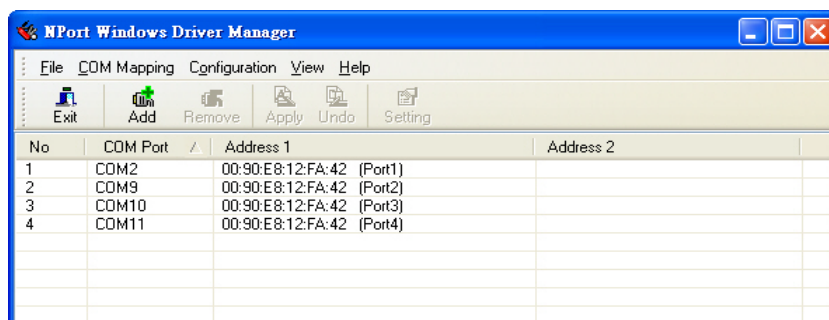 NPort Windows Driver Manager
File COM Mapping Configuration View Help
Exit Add Remove Apply Undo Setting
No COM Port Address 1 Address 2
1 COM2 00:90:E8:12:FA:42 (Port1)
2 COM9 00:90:E8:12:FA:42 (Port2)
3 COM10 00:90:E8:12:FA:42 (Port3)
4 COM11 00:90:E8:12:FA:42 (Port4)